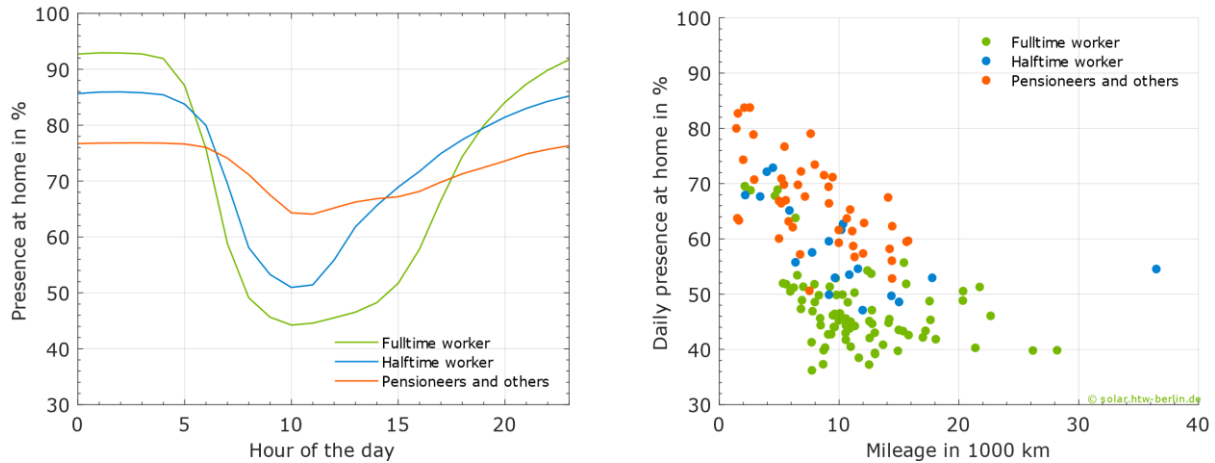 100
90
80
70
60
50
40
30
0
5
10
15
20
Presence at home in %
Hour of the day
Fulltime worker
Halftime worker
Pensioneers and others
100
90
80
70
60
50
40
30
0
10
20
30
40
Daily presence at home in %
Mileage in 1000 km
Fulltime worker
Halftime worker
Pensioneers and others
© solar.htw-berlin.de